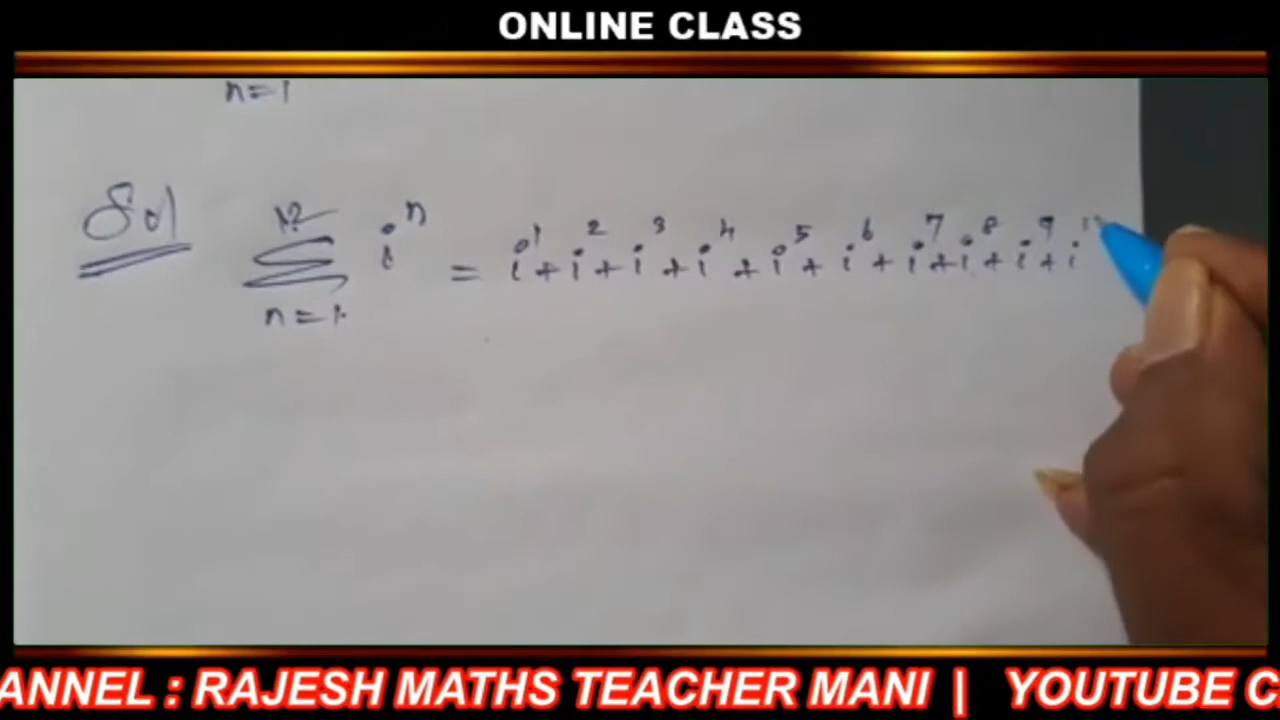 ONLINE CLASS
n=1
Sol
12
∑ iⁿ = i¹ + i² + i³ + i⁴ + i⁵ + i⁶ + i⁷ + i⁸ + i⁹ + i
n=1
ANNEL : RAJESH MATHS TEACHER MANI | YOUTUBE C